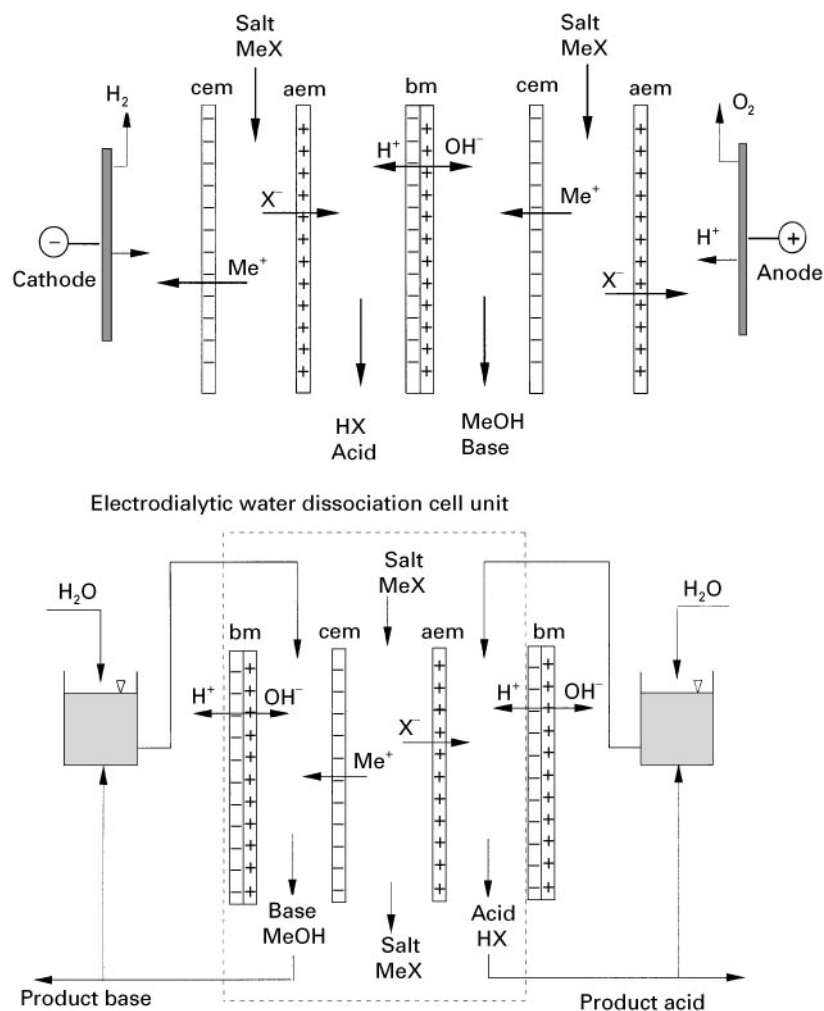 Salt
MeX
Salt
MeX
H₂
cem
aem
bm
cem
aem
O₂
H⁺
OH⁻
X⁻
Me⁺
Me⁺
H⁺
X⁻
−
Cathode
+
Anode
HX
Acid
MeOH
Base
Electrodialytic water dissociation cell unit
Salt
MeX
H₂O
H₂O
bm
cem
aem
bm
H⁺
OH⁻
X⁻
H⁺
OH⁻
Me⁺
Base
MeOH
Salt
MeX
Acid
HX
Product base
Product acid